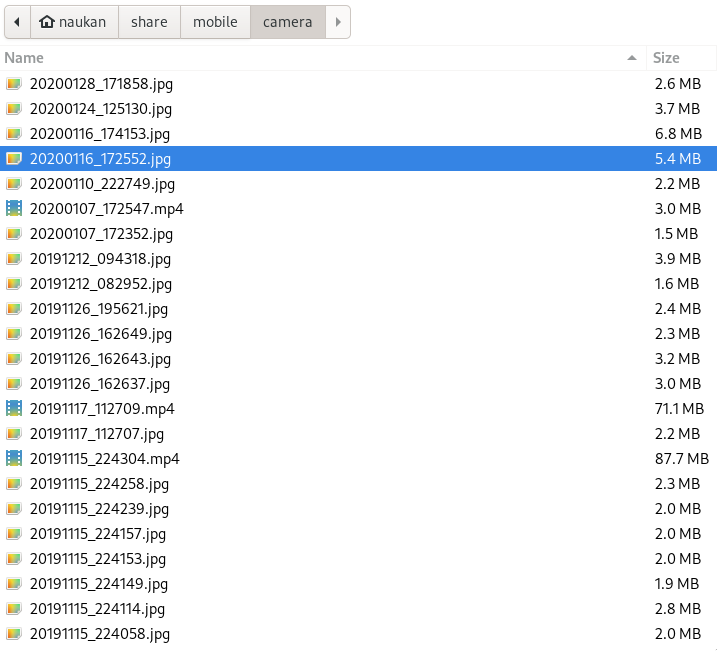 naukan share mobile camera
Name Size
20200128_171858.jpg 2.6 MB
20200124_125130.jpg 3.7 MB
20200116_174153.jpg 6.8 MB
20200116_172552.jpg 5.4 MB
20200110_222749.jpg 2.2 MB
20200107_172547.mp4 3.0 MB
20200107_172352.jpg 1.5 MB
20191212_094318.jpg 3.9 MB
20191212_082952.jpg 1.6 MB
20191126_195621.jpg 2.4 MB
20191126_162649.jpg 2.3 MB
20191126_162643.jpg 3.2 MB
20191126_162637.jpg 3.0 MB
20191117_112709.mp4 71.1 MB
20191117_112707.jpg 2.2 MB
20191115_224304.mp4 87.7 MB
20191115_224258.jpg 2.3 MB
20191115_224239.jpg 2.0 MB
20191115_224157.jpg 2.0 MB
20191115_224153.jpg 2.0 MB
20191115_224149.jpg 1.9 MB
20191115_224114.jpg 2.8 MB
20191115_224058.jpg 2.0 MB